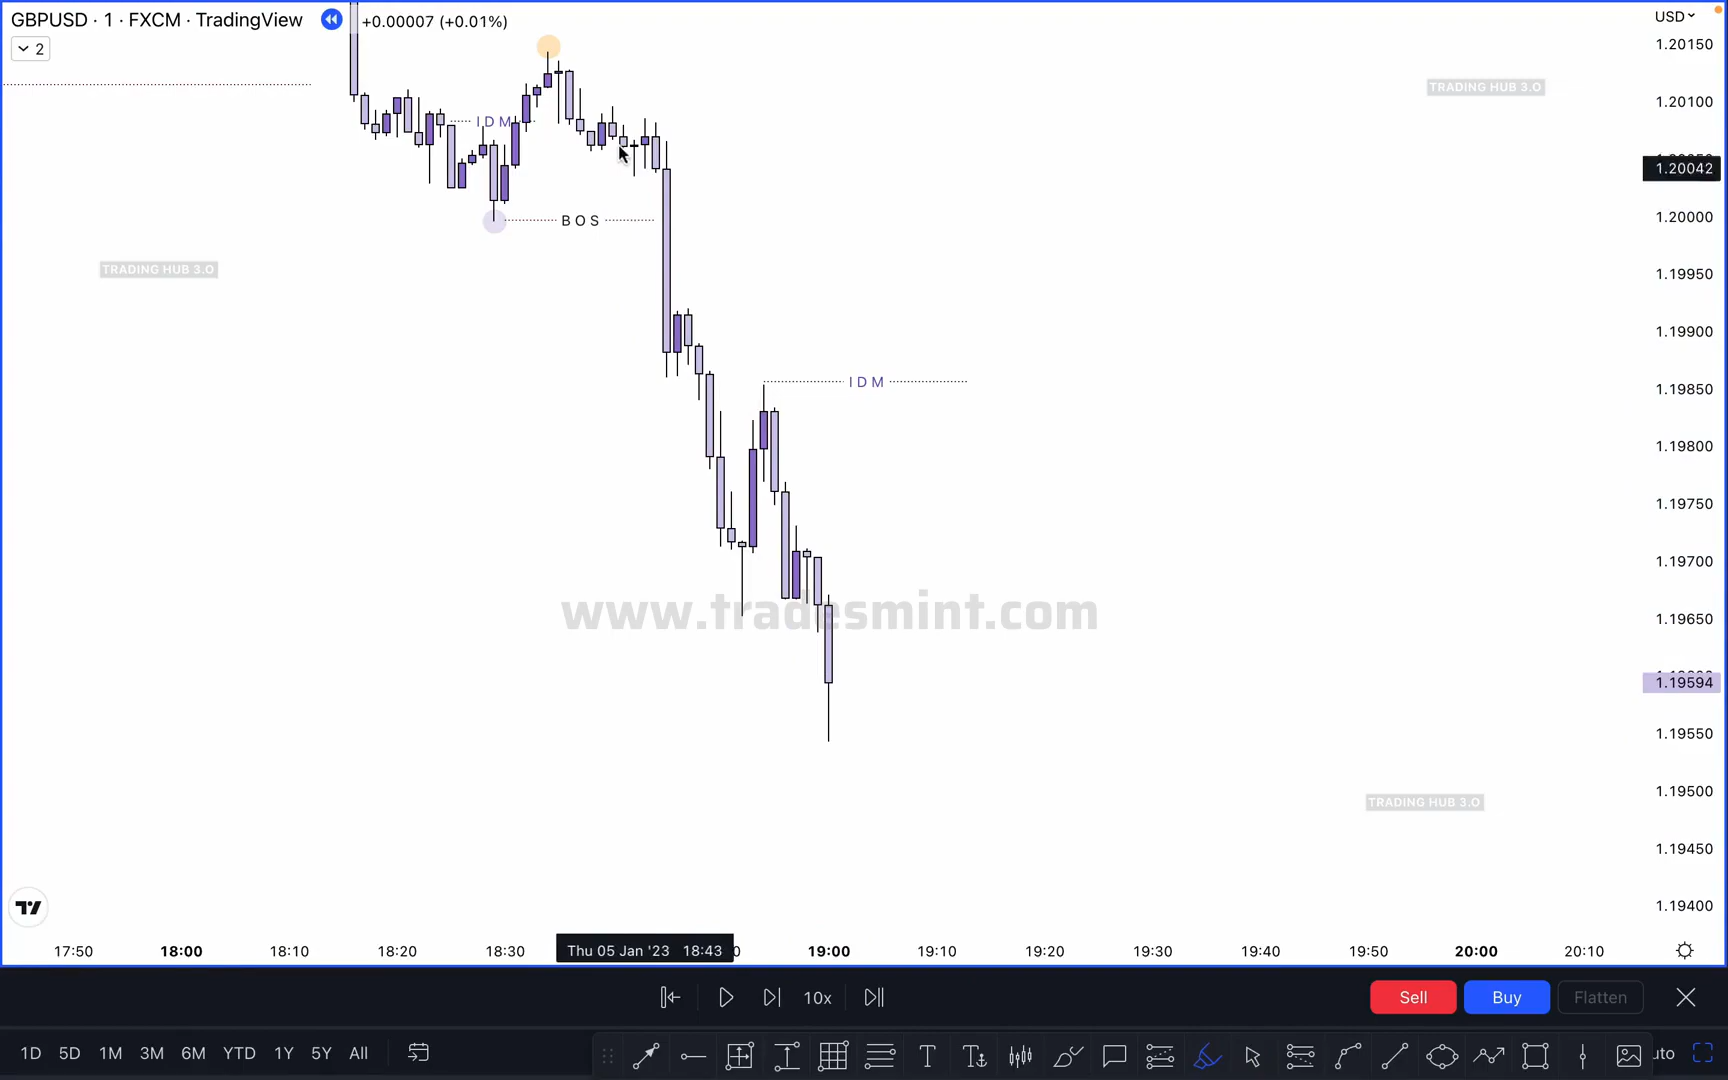 GBPUSD · 1 · FXCM · TradingView
+0.00007 (+0.01%)
USD
2
1.20150
TRADING HUB 3.O
1.20100
I D M
1.20042
B O S
1.20000
TRADING HUB 3.O
1.19950
1.19900
I D M
1.19850
1.19800
1.19750
1.19700
www.tradesmint.com
1.19650
1.19594
1.19550
1.19500
TRADING HUB 3.O
1.19450
1.19400
17:50 18:00 18:10 18:20 18:30 Thu 05 Jan '23 18:43 19:00 19:10 19:20 19:30 19:40 19:50 20:00 20:10
10x Sell Buy Flatten
1D 5D 1M 3M 6M YTD 1Y 5Y All